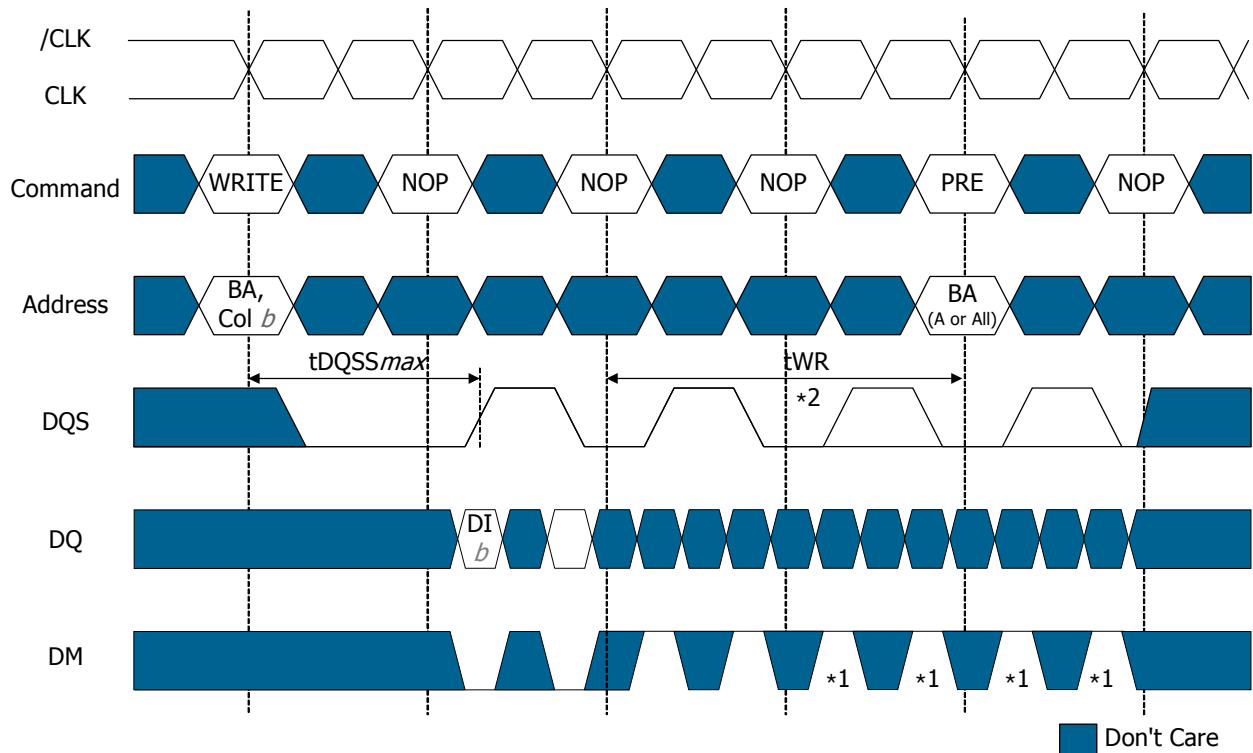 /CLK
CLK
Command
WRITE
NOP
NOP
NOP
PRE
NOP
Address
BA,
Col b
BA
(A or All)
tDQSSmax
tWR
*2
DQS
DQ
DI
b
DM
*1
*1
*1
*1
Don't Care